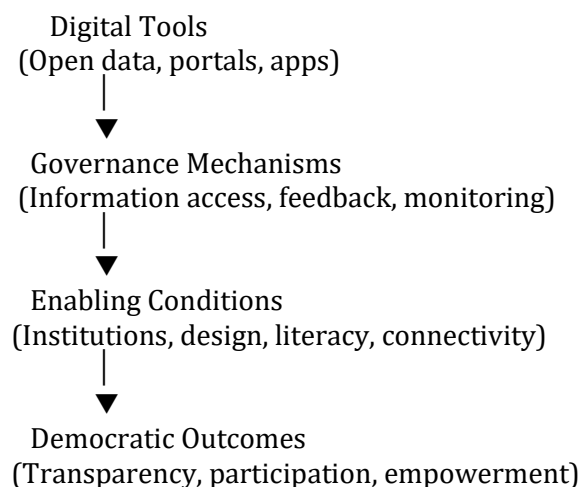 Digital Tools
(Open data, portals, apps)
Governance Mechanisms
(Information access, feedback, monitoring)
Enabling Conditions
(Institutions, design, literacy, connectivity)
Democratic Outcomes
(Transparency, participation, empowerment)